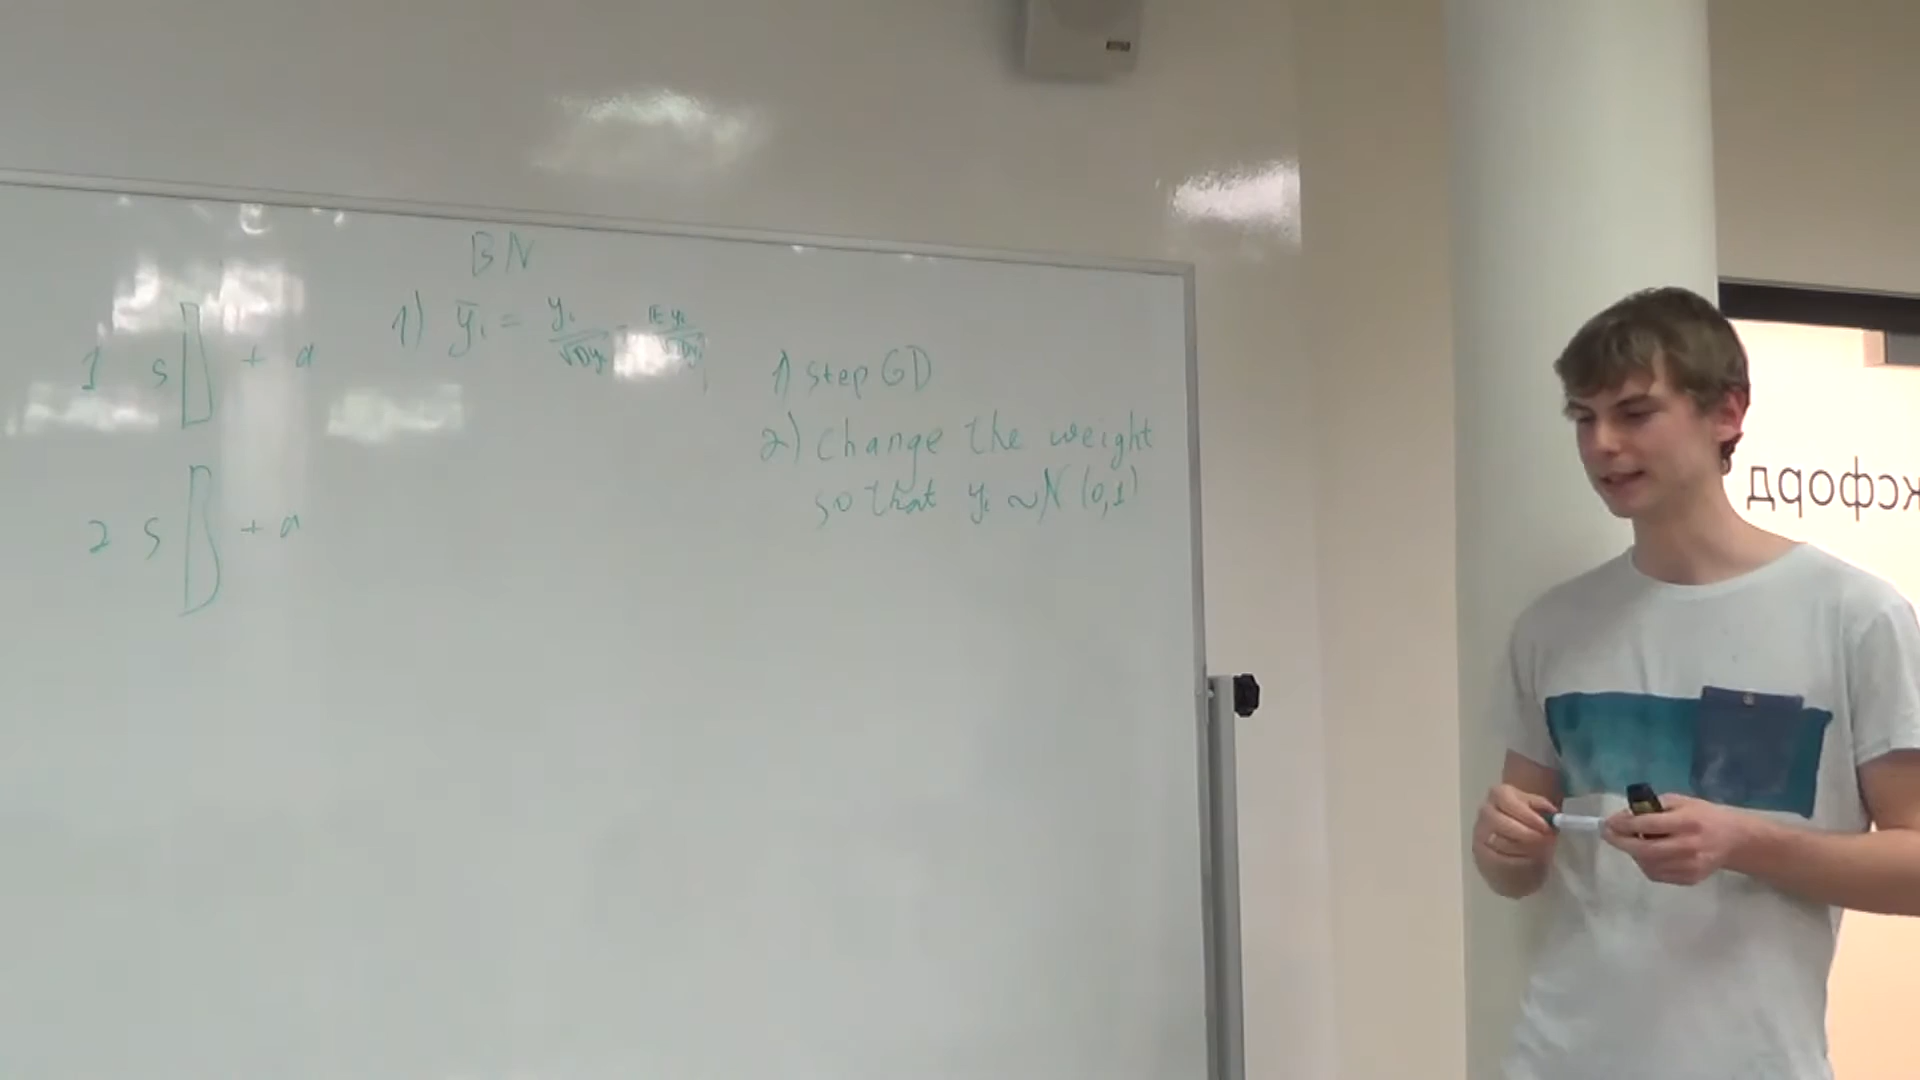 BN
1 s + a
1) ȳᵢ = yᵢ/√Dyᵢ - 𝔼yᵢ/√Dyᵢ
1) step GD
2) change the weight
so that yᵢ ~ N (0,1)
2 s + a
ксфорд